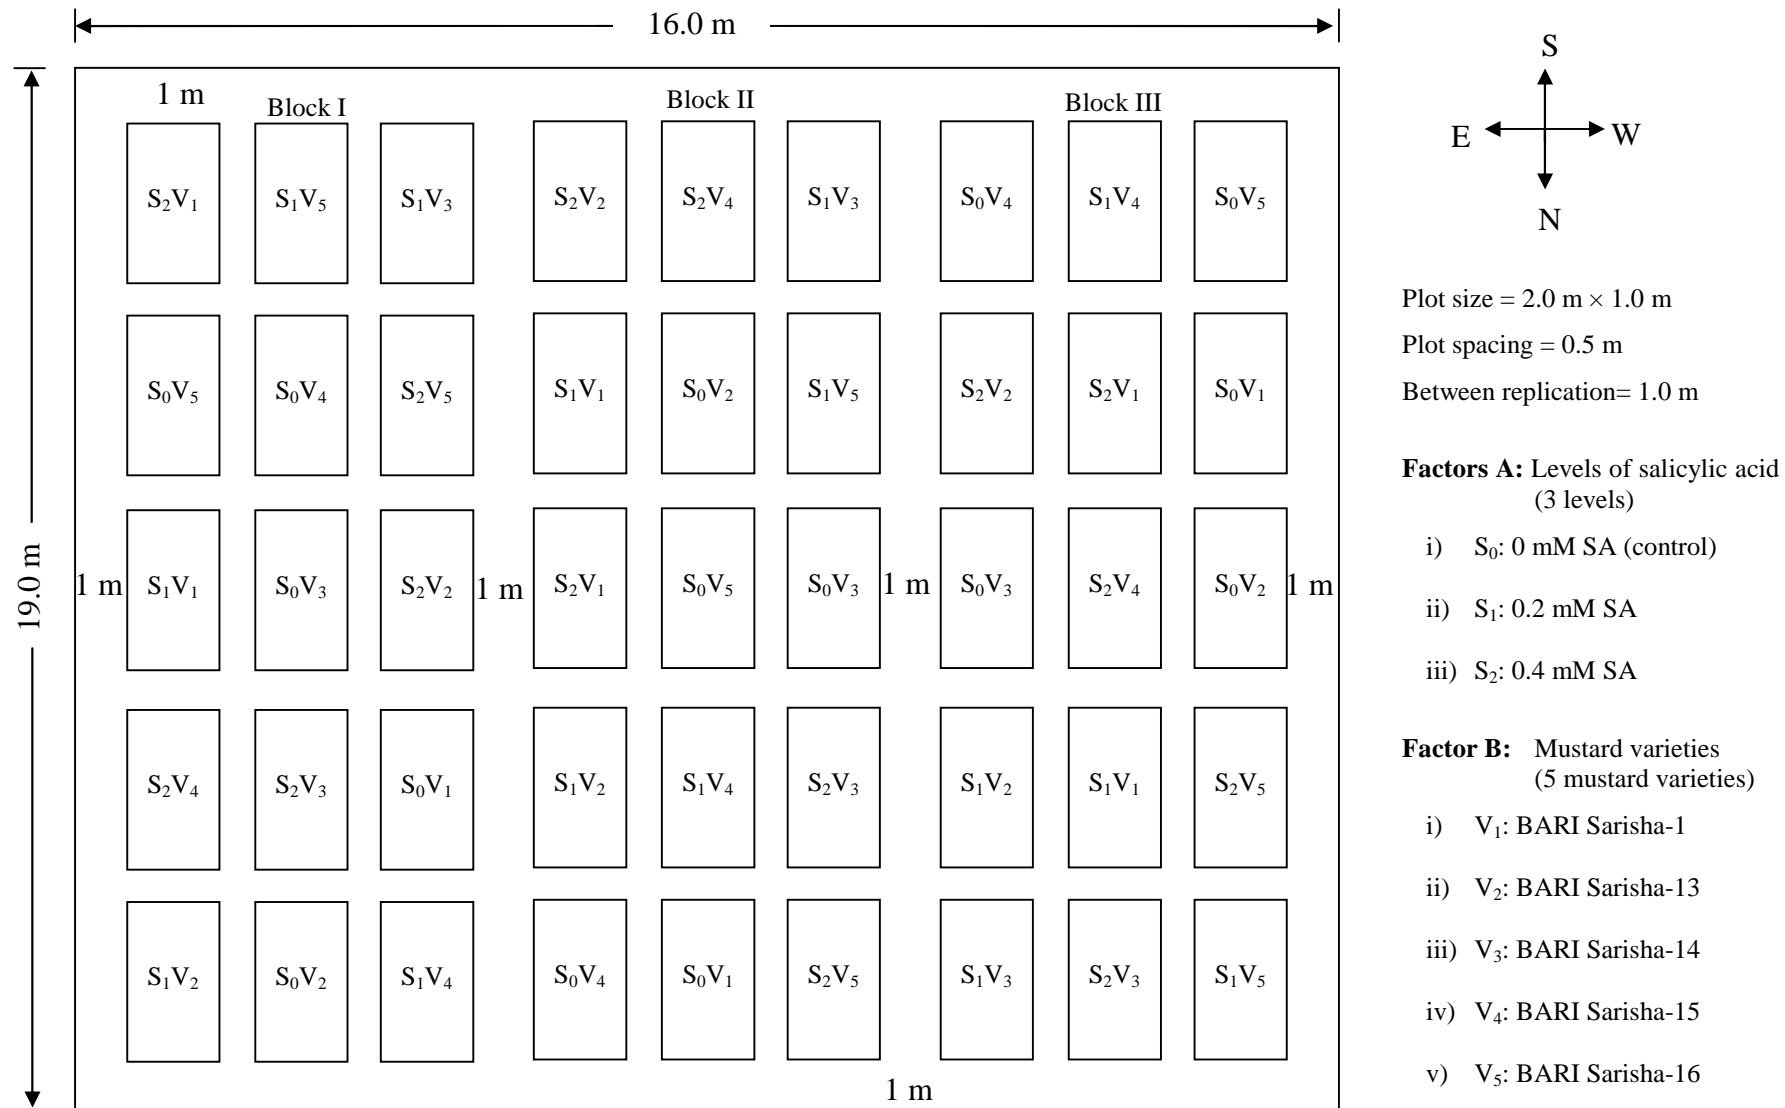 16.0 m
19.0 m
1 m
Block I
Block II
Block III
S₂V₁ S₁V₅ S₁V₃ S₂V₂ S₂V₄ S₁V₃ S₀V₄ S₁V₄ S₀V₅
S₀V₅ S₀V₄ S₂V₅ S₁V₁ S₀V₂ S₁V₅ S₂V₂ S₂V₁ S₀V₁
1 m S₁V₁ S₀V₃ S₂V₂ 1 m S₂V₁ S₀V₅ S₀V₃ 1 m S₀V₃ S₂V₄ S₀V₂ 1 m
S₂V₄ S₂V₃ S₀V₁ S₁V₂ S₁V₄ S₂V₃ S₁V₂ S₁V₁ S₂V₅
S₁V₂ S₀V₂ S₁V₄ S₀V₄ S₀V₁ S₂V₅ S₁V₃ S₂V₃ S₁V₅
1 m
S
E W
N
Plot size = 2.0 m × 1.0 m
Plot spacing = 0.5 m
Between replication= 1.0 m
Factors A: Levels of salicylic acid
(3 levels)
i) S₀: 0 mM SA (control)
ii) S₁: 0.2 mM SA
iii) S₂: 0.4 mM SA
Factor B: Mustard varieties
(5 mustard varieties)
i) V₁: BARI Sarisha-1
ii) V₂: BARI Sarisha-13
iii) V₃: BARI Sarisha-14
iv) V₄: BARI Sarisha-15
v) V₅: BARI Sarisha-16